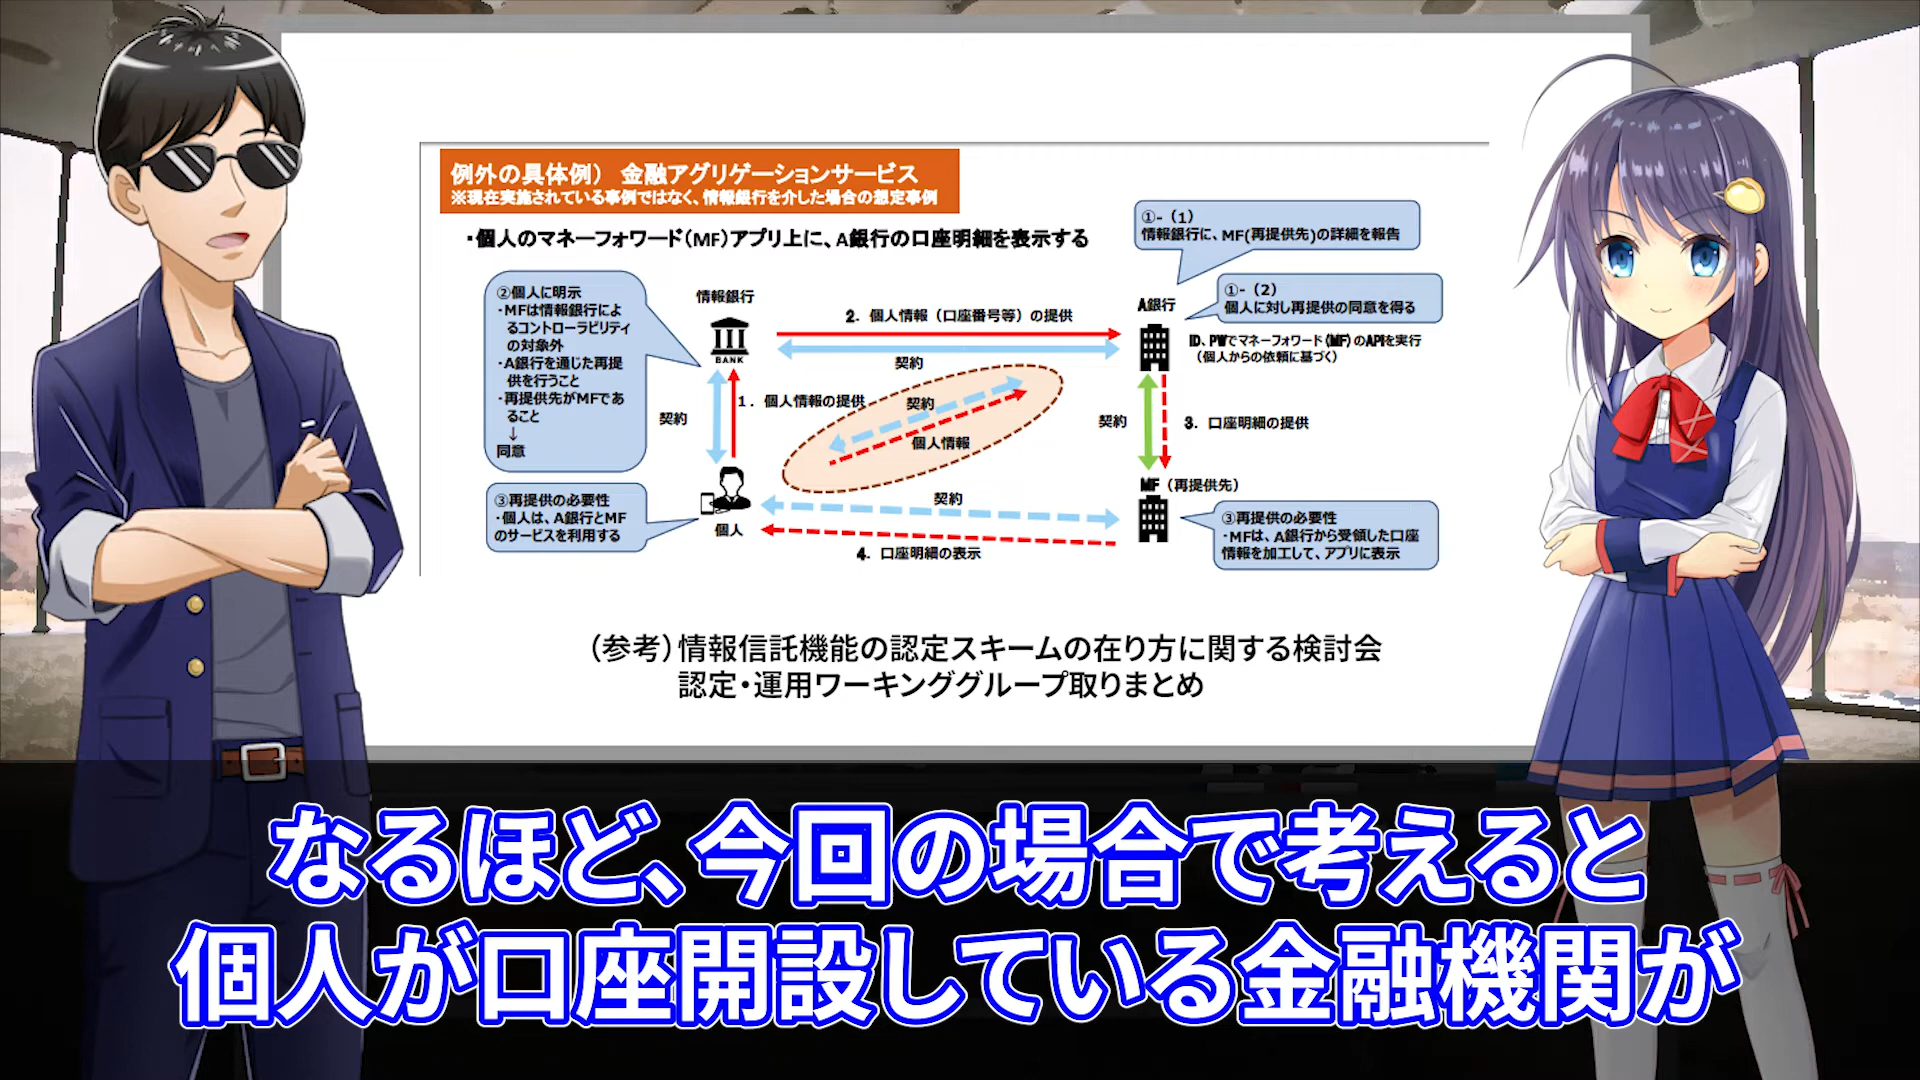 例外の具体例） 金融アグリゲーションサービス
※現在実施されている事例ではなく、情報銀行を介した場合の想定事例
・個人のマネーフォワード（MF）アプリ上に、A銀行の口座明細を表示する
①-（1）
情報銀行に、MF(再提供先)の詳細を報告
①-（2）
個人に対し再提供の同意を得る
②個人に明示
・MFは情報銀行によ
るコントローラビリティ
の対象外
・A銀行を通じた再提
供を行うこと
・再提供先がMFであ
ること
↓
同意
情報銀行
BANK
2．個人情報（口座番号等）の提供
契約
A銀行
ID、PWでマネーフォワード（MF）のAPIを実行
（個人からの依頼に基づく）
契約
1．個人情報の提供
契約
個人情報
契約
3．口座明細の提供
MF（再提供先）
③再提供の必要性
・個人は、A銀行とMF
のサービスを利用する
個人
契約
4．口座明細の表示
③再提供の必要性
・MFは、A銀行から受領した口座
情報を加工して、アプリに表示
（参考）情報信託機能の認定スキームの在り方に関する検討会
認定・運用ワーキンググループ取りまとめ
なるほど、今回の場合で考えると
個人が口座開設している金融機関が